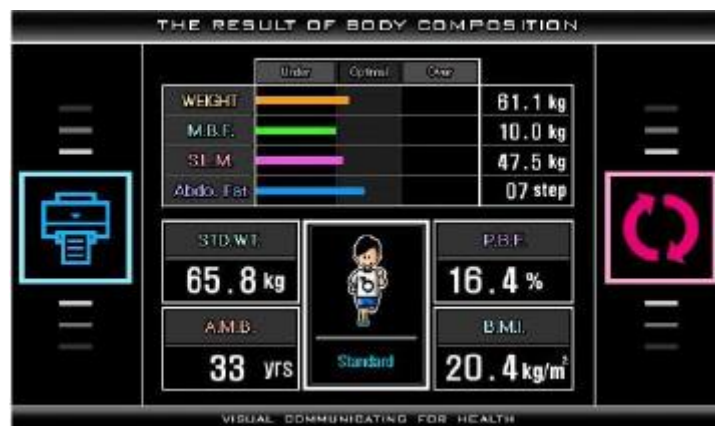 THE RESULT OF BODY COMPOSITION
Under Optimal Over
WEIGHT 61.1 kg
M.B.F. 10.0 kg
S.L.M. 47.5 kg
Abdo. Fat 07 step
STD.WT. P.B.F.
65.8 kg 16.4 %
A.M.B. Standard B.M.I.
33 yrs 20.4 kg/m²
VISUAL COMMUNICATING FOR HEALTH